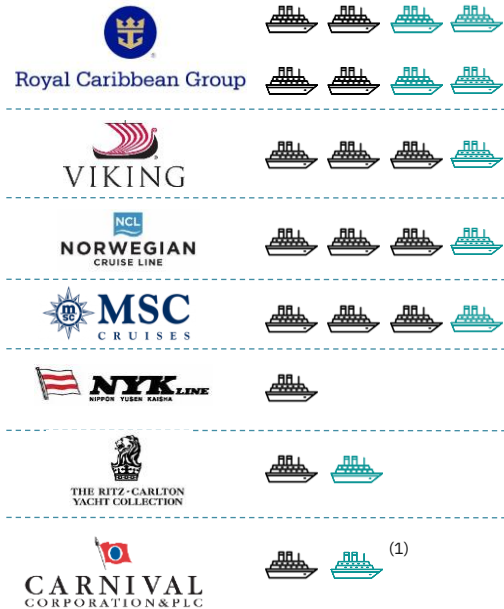 Royal Caribbean Group
VIKING
NCL
NORWEGIAN
CRUISE LINE
msc
MSC
CRUISES
NYK LINE
NIPPON YUSEN KAISHA
THE RITZ-CARLTON
YACHT COLLECTION
(1)
CARNIVAL
CORPORATION&PLC